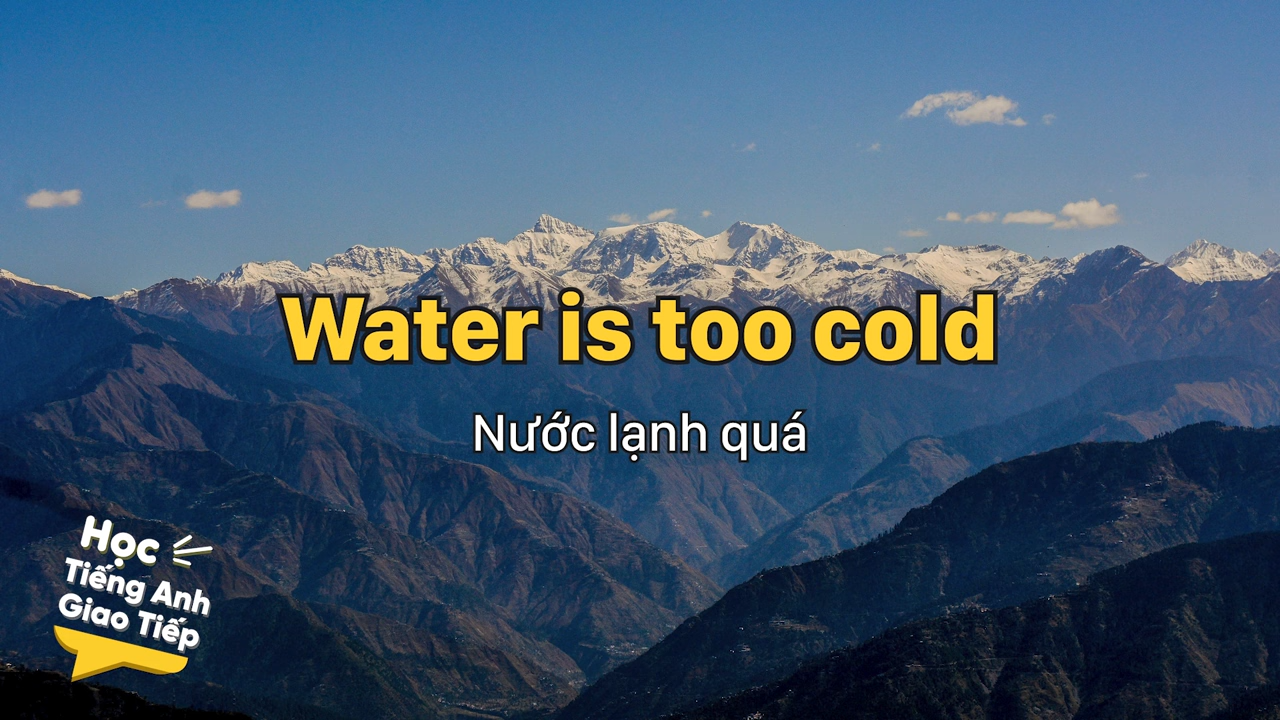 Water is too cold
Nước lạnh quá
Học
Tiếng Anh
Giao Tiếp